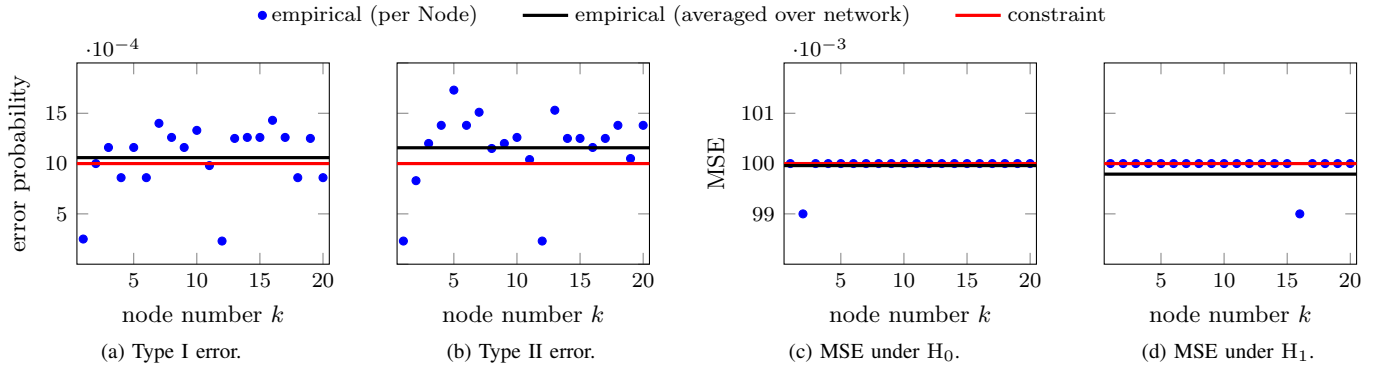 empirical (per Node) empirical (averaged over network) constraint
·10−4
15
10
5
error probability
5 10 15 20
node number k
(a) Type I error.
5 10 15 20
node number k
(b) Type II error.
·10−3
101
100
99
MSE
5 10 15 20
node number k
(c) MSE under H0.
5 10 15 20
node number k
(d) MSE under H1.